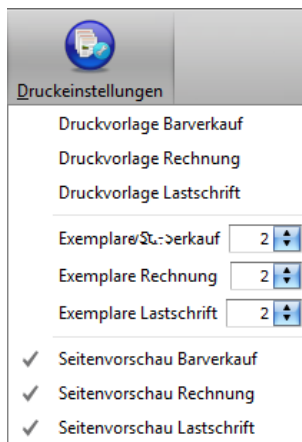 Druckeinstellungen
Druckvorlage Barverkauf
Druckvorlage Rechnung
Druckvorlage Lastschrift
Exemplare 2
Exemplare Rechnung 2
Exemplare Lastschrift 2
Seitenvorschau Barverkauf
Seitenvorschau Rechnung
Seitenvorschau Lastschrift